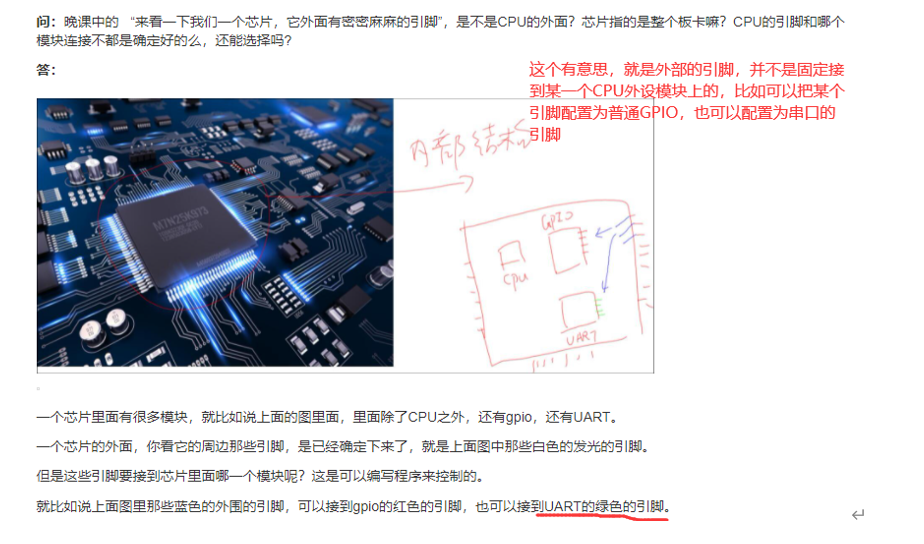 问：晚课中的 “来看一下我们一个芯片，它外面有密密麻麻的引脚”，是不是CPU的外面？芯片指的是整个板卡嘛？CPU的引脚和哪个
模块连接不都是确定好的么，还能选择吗？
答：
这个有意思，就是外部的引脚，并不是固定接
到某一个CPU外设模块上的，比如可以把某个
引脚配置为普通GPIO，也可以配置为串口的
引脚
内部结构
GPIO
CPU
UART
一个芯片里面有很多模块，就比如说上面的图里面，里面除了CPU之外，还有gpio，还有UART。
一个芯片的外面，你看它的周边那些引脚，是已经确定下来了，就是上面图中那些白色的发光的引脚。
但是这些引脚要接到芯片里面哪一个模块呢？这是可以编写程序来控制的。
就比如说上面图里那些蓝色的外围的引脚，可以接到gpio的红色的引脚，也可以接到UART的绿色的引脚。